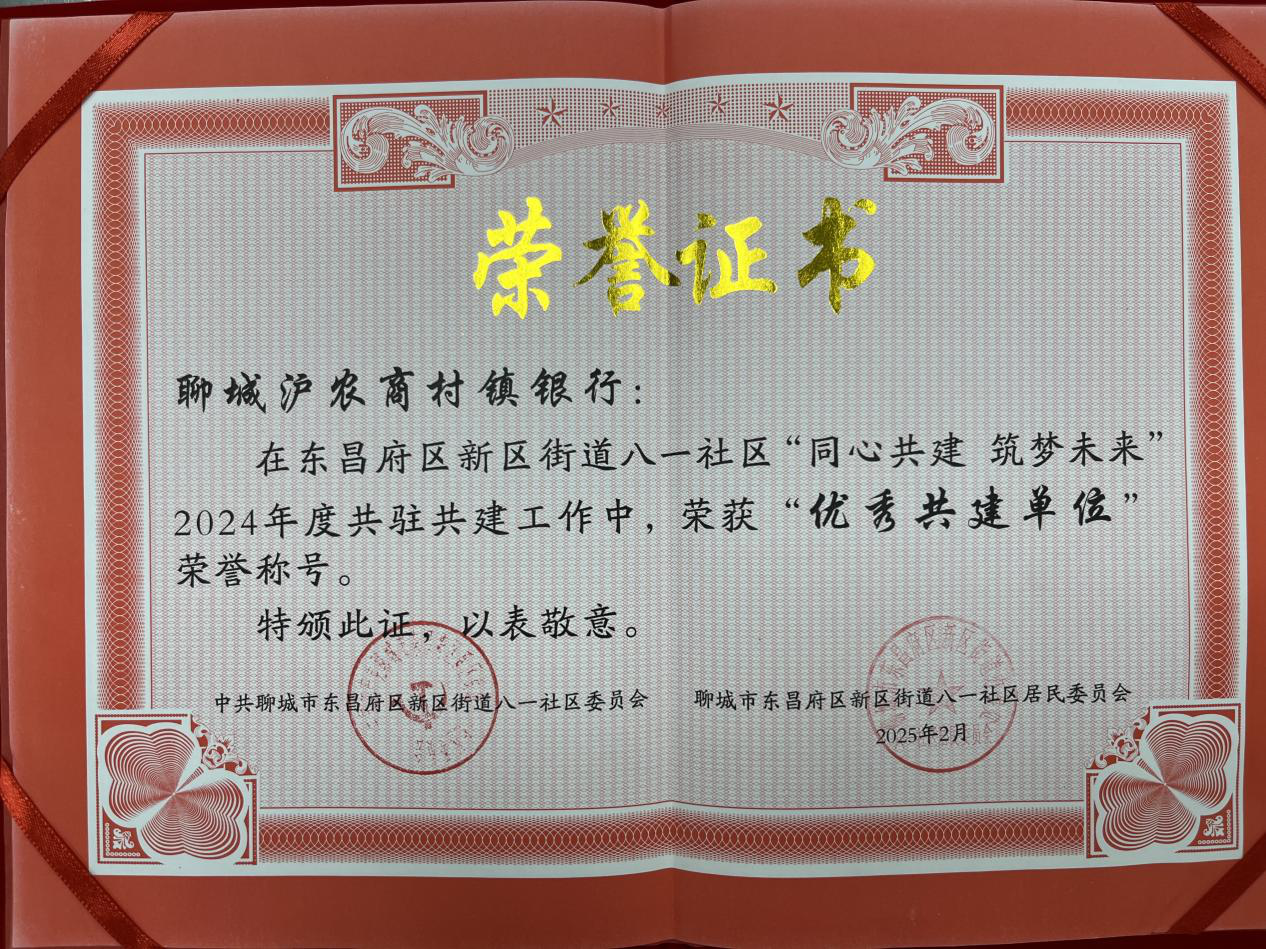 荣誉证书
聊城沪农商村镇银行:
在东昌府区新区街道八一社区“同心共建 筑梦未来”
2024年度共驻共建工作中,荣获“优秀共建单位”
荣誉称号。
特颁此证,以表敬意。
中共聊城市东昌府区新区街道八一社区委员会
聊城市东昌府区新区街道八一社区居民委员会
2025年2月